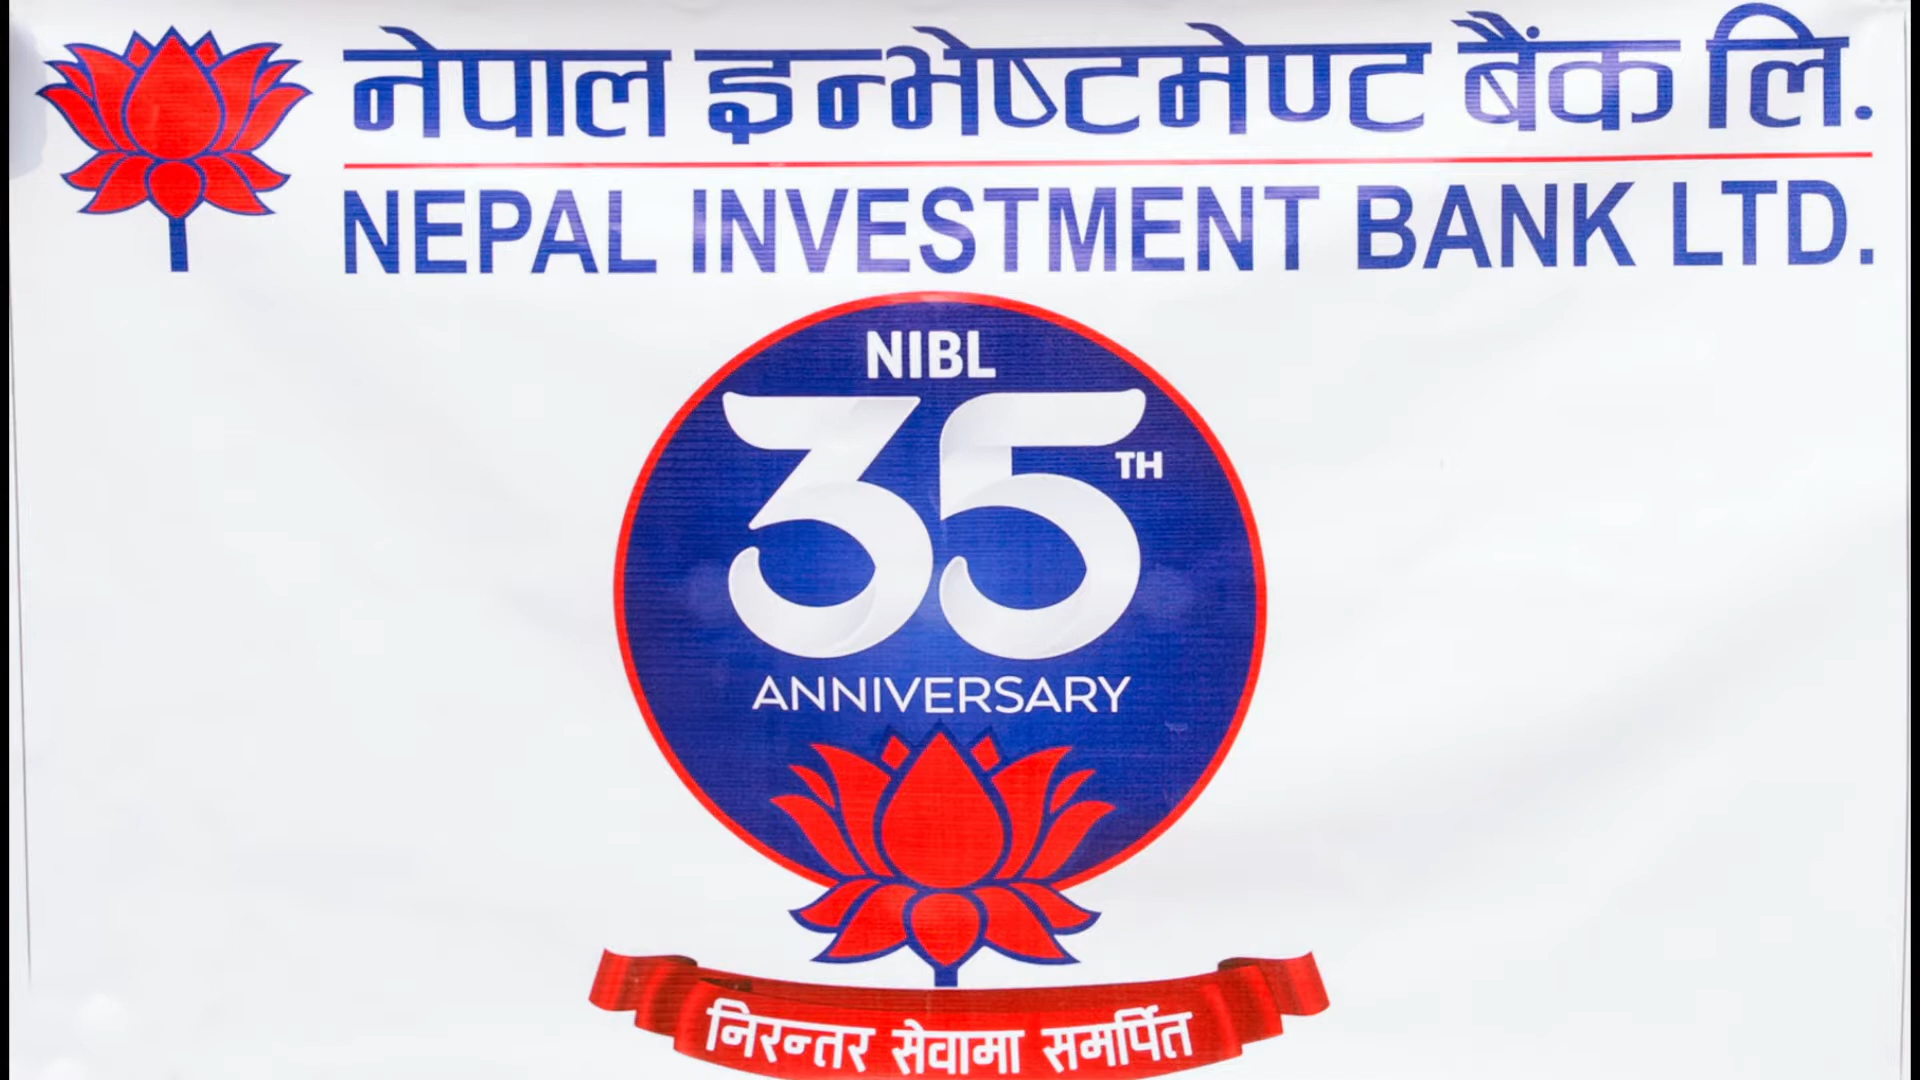 नेपाल इन्भेष्टमेण्ट बैंक लि.
NEPAL INVESTMENT BANK LTD.
NIBL
35TH
ANNIVERSARY
निरन्तर सेवामा समर्पित